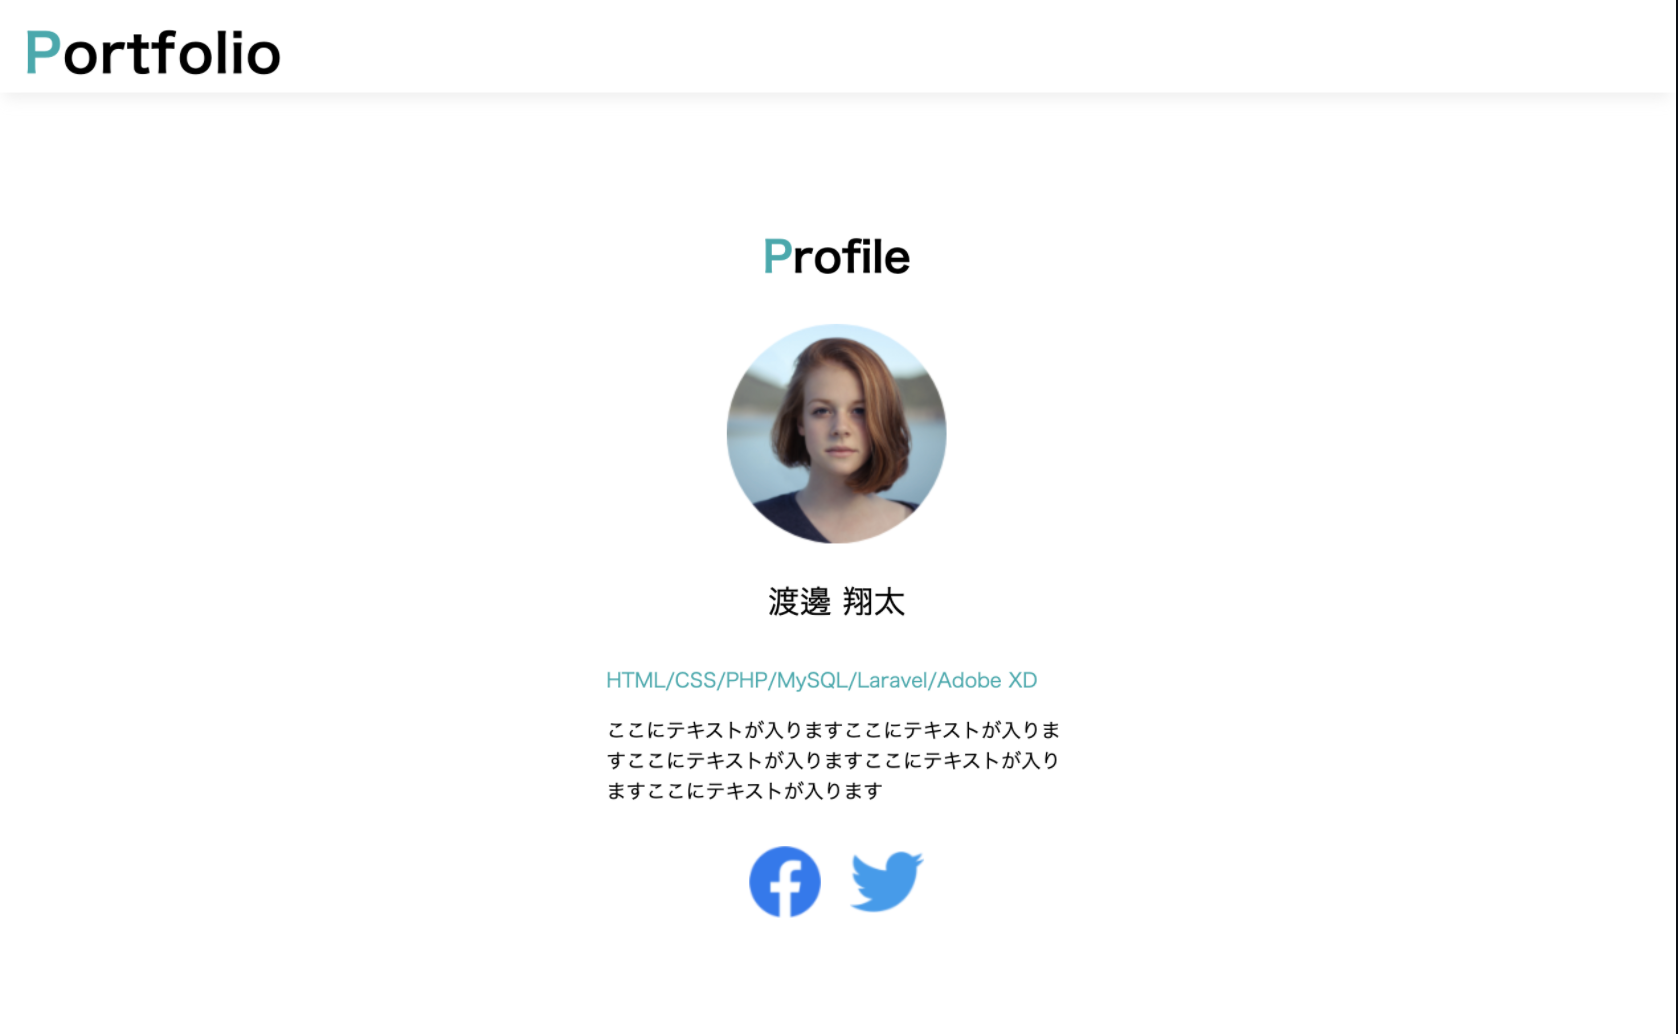 Portfolio
Profile
渡邊 翔太
HTML/CSS/PHP/MySQL/Laravel/Adobe XD
ここにテキストが入りますここにテキストが入りま
すここにテキストが入りますここにテキストが入り
ますここにテキストが入ります